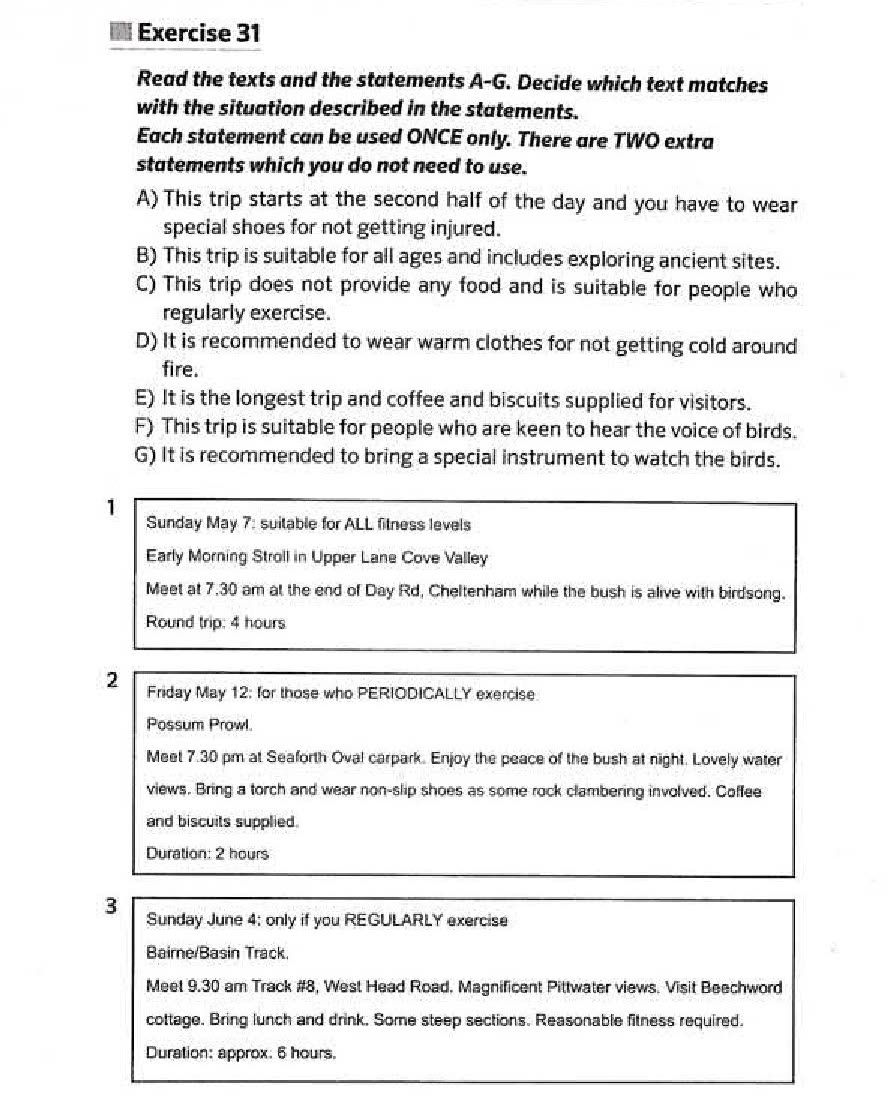 Exercise 31
Read the texts and the statements A-G. Decide which text matches
with the situation described in the statements.
Each statement can be used ONCE only. There are TWO extra
statements which you do not need to use.
A) This trip starts at the second half of the day and you have to wear
special shoes for not getting injured.
B) This trip is suitable for all ages and includes exploring ancient sites.
C) This trip does not provide any food and is suitable for people who
regularly exercise.
D) It is recommended to wear warm clothes for not getting cold around
fire.
E) It is the longest trip and coffee and biscuits supplied for visitors.
F) This trip is suitable for people who are keen to hear the voice of birds.
G) It is recommended to bring a special instrument to watch the birds.
1
Sunday May 7: suitable for ALL fitness levels
Early Morning Stroll in Upper Lane Cove Valley
Meet at 7.30 am at the end of Day Rd, Cheltenham while the bush is alive with birdsong.
Round trip: 4 hours
2
Friday May 12: for those who PERIODICALLY exercise
Possum Prowl.
Meet 7.30 pm at Seaforth Oval carpark. Enjoy the peace of the bush at night. Lovely water
views. Bring a torch and wear non-slip shoes as some rock clambering involved. Coffee
and biscuits supplied.
Duration: 2 hours
3
Sunday June 4: only if you REGULARLY exercise
Bairne/Basin Track.
Meet 9.30 am Track #8, West Head Road. Magnificent Pittwater views. Visit Beechword
cottage. Bring lunch and drink. Some steep sections. Reasonable fitness required.
Duration: approx. 6 hours.